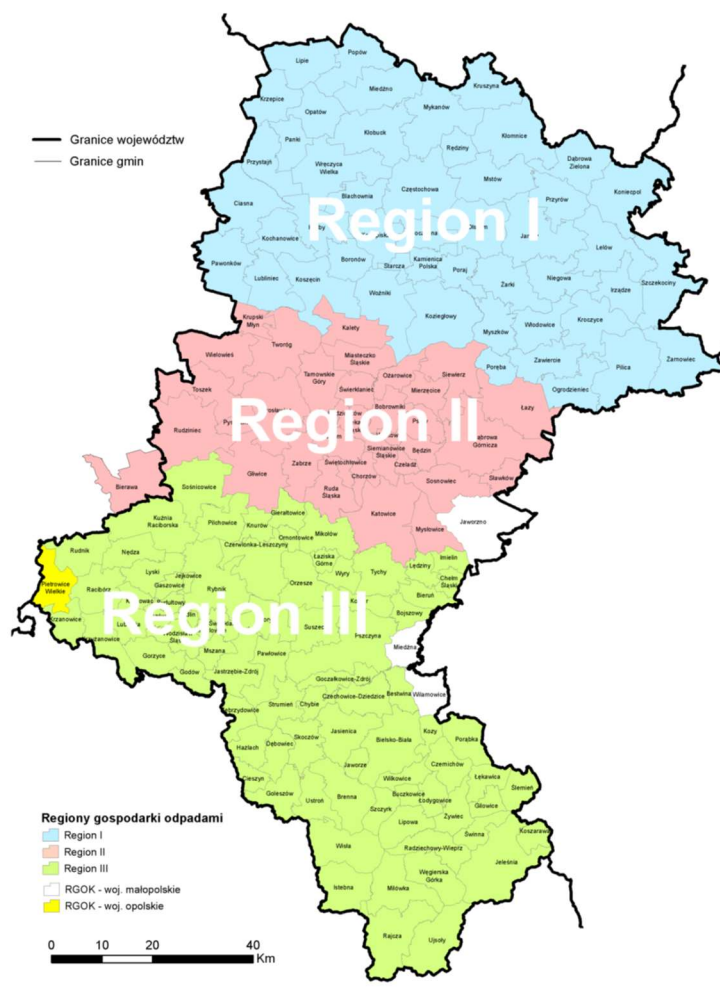 Popów
Lipie
Miedźno
Kruszyna
Krzepice
Mykanów
Opatów
Kłobuck
Kłomnice
Granice województw
Panki
Rędziny
Granice gmin
Przystajń
Wręczyca
Wielka
Dąbrowa
Zielona
Mstów
Koniecpol
Blachownia
Częstochowa
Przyrów
Ciasna
Region I
Kochanowice
Lelów
Boronów
Kamienica
Polska
Pawonków
Starcza
Poraj
Lubliniec
Koszęcin
Niegowa
Szczekociny
Żarki
Irządze
Woźniki
Koziegłowy
Krupski
Młyn
Kalety
Włodowice
Kroczyce
Myszków
Tworóg
Wielowieś
Miasteczko
Śląskie
Zawiercie
Żarnowiec
Poręba
Pilica
Tarnowskie
Góry
Ożarowice
Siewierz
Toszek
Świerklaniec
Mierzęcice
Ogrodzieniec
Bobrowniki
Łazy
Region II
Rudziniec
Dąbrowa
Górnicza
Siemianowice
Śląskie
Będzin
Zabrze
Świętochłowice
Czeladź
Gliwice
Chorzów
Sosnowiec
Sławków
Bierawa
Sośnicowice
Ruda
Śląska
Gierałtowice
Katowice
Jaworzno
Kuźnia
Raciborska
Pilchowice
Knurów
Mysłowice
Ornontowice
Mikołów
Czerwionka-Leszczyny
Rudnik
Nędza
Łaziska
Górne
Imielin
Lędziny
Lyski
Jejkowice
Wyry
Tychy
Chełm
Śląski
Pietrowice
Wielkie
Gaszowice
Orzesze
Racibórz
Rybnik
Bieruń
Region III
Bojszowy
Suszec
Pszczyna
Miedźna
Gorzyce
Mszana
Pawłowice
Godów
Jastrzębie-Zdrój
Goczałkowice-Zdrój
Czechowice-Dziedzice
Bestwina
Wilamowice
Strumień
Chybie
Jasienica
Kozy
Dębowiec
Skoczów
Bielsko-Biała
Porąbka
Hażlach
Jaworze
Czernichów
Cieszyn
Wilkowice
Łękawica
Goleszów
Brenna
Buczkowice
Ślemień
Ustroń
Łodygowice
Gilowice
Szczyrk
Żywiec
Lipowa
Świnna
Koszarawa
Wisła
Radziechowy-Wieprz
Jeleśnia
Węgierska
Górka
Istebna
Milówka
Rajcza
Ujsoły
Regiony gospodarki odpadami
Region I
Region II
Region III
RGOK - woj. małopolskie
RGOK - woj. opolskie
0 10 20 40
Km